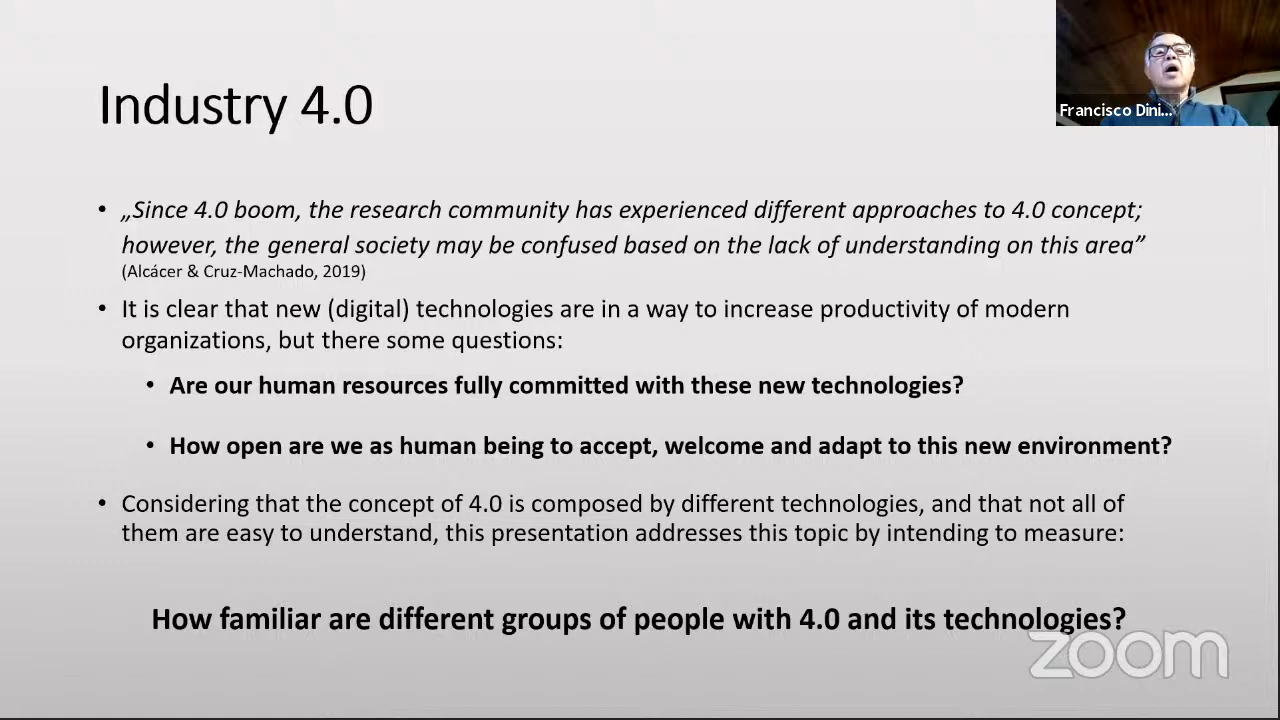 Industry 4.0
Francisco Dini...
• „Since 4.0 boom, the research community has experienced different approaches to 4.0 concept;
however, the general society may be confused based on the lack of understanding on this area”
(Alcácer & Cruz-Machado, 2019)
• It is clear that new (digital) technologies are in a way to increase productivity of modern
organizations, but there some questions:
• Are our human resources fully committed with these new technologies?
• How open are we as human being to accept, welcome and adapt to this new environment?
• Considering that the concept of 4.0 is composed by different technologies, and that not all of
them are easy to understand, this presentation addresses this topic by intending to measure:
How familiar are different groups of people with 4.0 and its technologies?
zoom